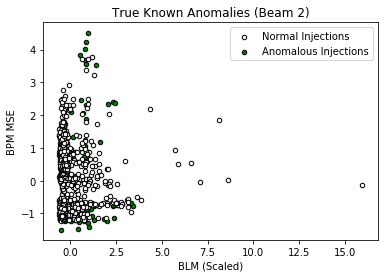 True Known Anomalies (Beam 2)
Normal Injections
Anomalous Injections
BPM MSE
4
3
2
1
0
−1
0.0 2.5 5.0 7.5 10.0 12.5 15.0
BLM (Scaled)